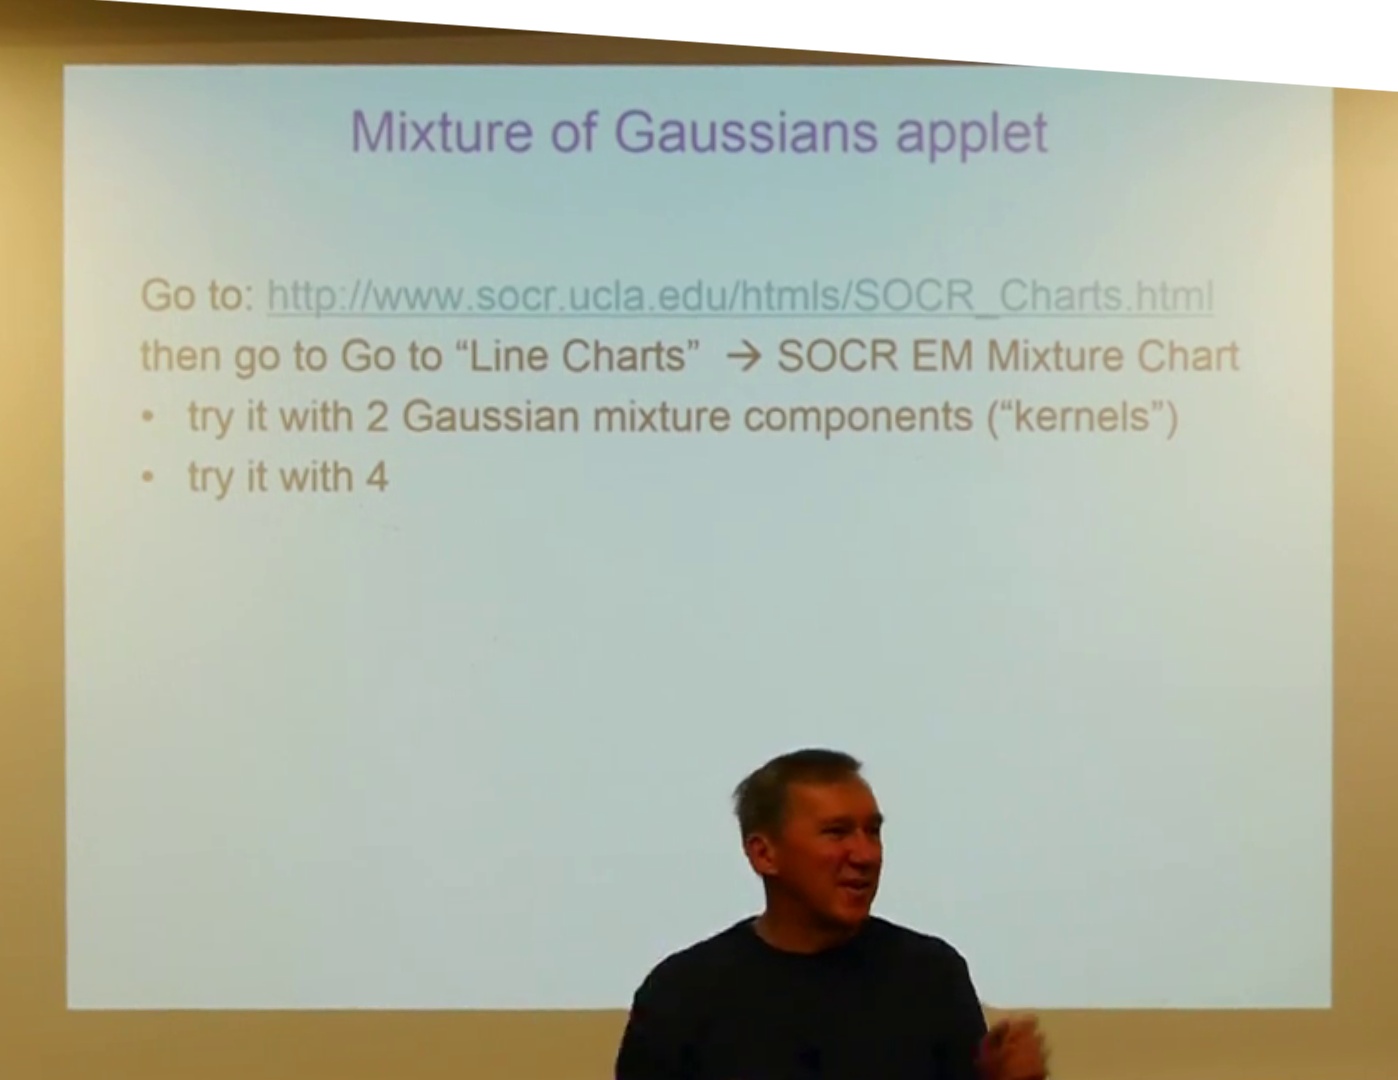 Mixture of Gaussians applet
Go to: http://www.socr.ucla.edu/htmls/SOCR_Charts.html
then go to Go to “Line Charts” → SOCR EM Mixture Chart
• try it with 2 Gaussian mixture components (“kernels”)
• try it with 4